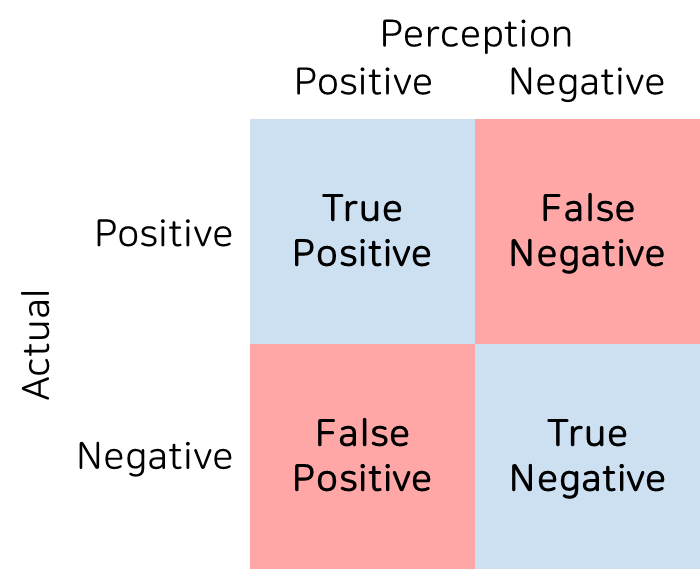 Perception
Positive Negative
True
Positive
False
Negative
Positive
Actual
Negative
False
Positive
True
Negative